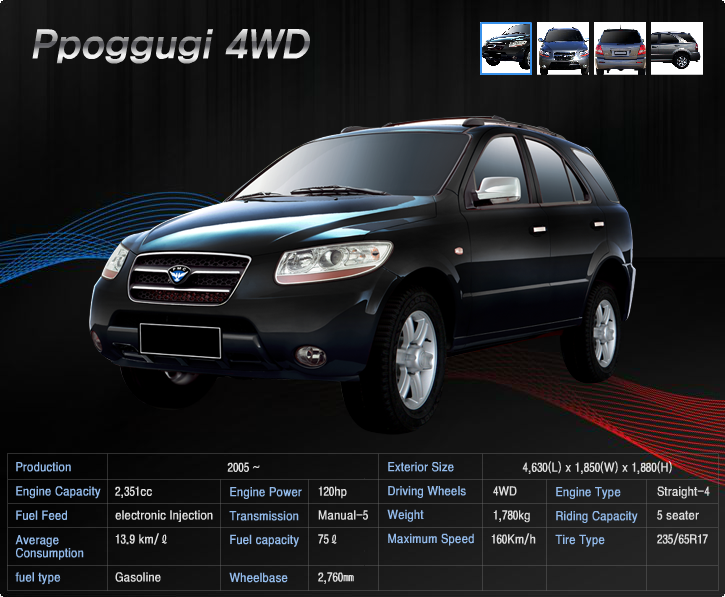 Ppoggugi 4WD
Production 2005 ~ Exterior Size 4,630(L) x 1,850(W) x 1,880(H)
Engine Capacity 2,351cc Engine Power 120hp Driving Wheels 4WD Engine Type Straight-4
Fuel Feed electronic Injection Transmission Manual-5 Weight 1,780kg Riding Capacity 5 seater
Average Consumption 13,9 km/ℓ Fuel capacity 75ℓ Maximum Speed 160Km/h Tire Type 235/65R17
fuel type Gasoline Wheelbase 2,760㎜